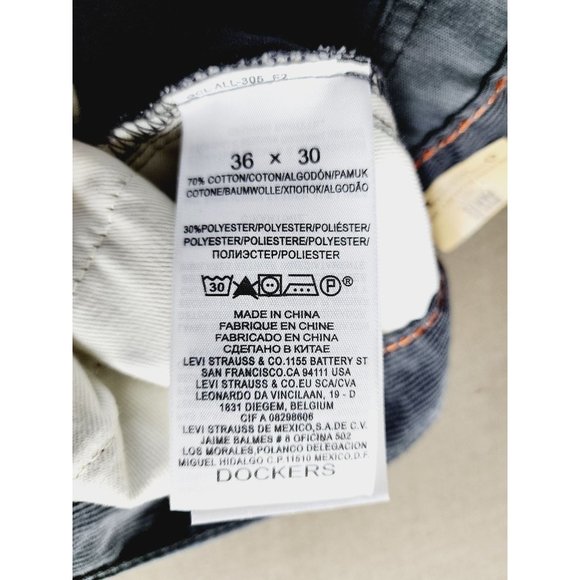 36 × 30
70% COTTON/COTON/ALGODÓN/PAMUK
COTONE/BAUMWOLLE/ХЛОПОК/ALGODÃO
30%POLYESTER/POLYESTER/POLIÉSTER/
POLYESTER/POLIESTERE/POLYESTER/
ПОЛИЭСТЕР/POLIESTER
30 P ®
MADE IN CHINA
FABRIQUE EN CHINE
FABRICADO EN CHINA
СДЕЛАНО В КИТАЕ
LEVI STRAUSS & CO.1155 BATTERY ST
SAN FRANCISCO.CA 94111 USA
LEVI STRAUSS & CO.EU SCA/CVA
LEONARDO DA VINCILAAN, 19 - D
1831 DIEGEM, BELGIUM
CIF A 08298606
LEVI STRAUSS DE MEXICO,S.A.DE C.V.
JAIME BALMES # 8 OFICINA 502
LOS MORALES,POLANCO DELEGACION
MIGUEL HIDALGO C.P. 11510 MEXICO,D.F.
DOCKERS